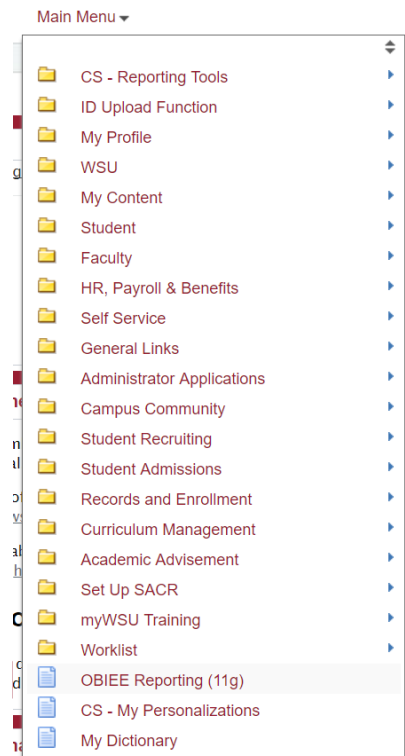 Main Menu
CS - Reporting Tools
ID Upload Function
My Profile
WSU
My Content
Student
Faculty
HR, Payroll & Benefits
Self Service
General Links
Administrator Applications
Campus Community
Student Recruiting
Student Admissions
Records and Enrollment
Curriculum Management
Academic Advisement
Set Up SACR
myWSU Training
Worklist
OBIEE Reporting (11g)
CS - My Personalizations
My Dictionary